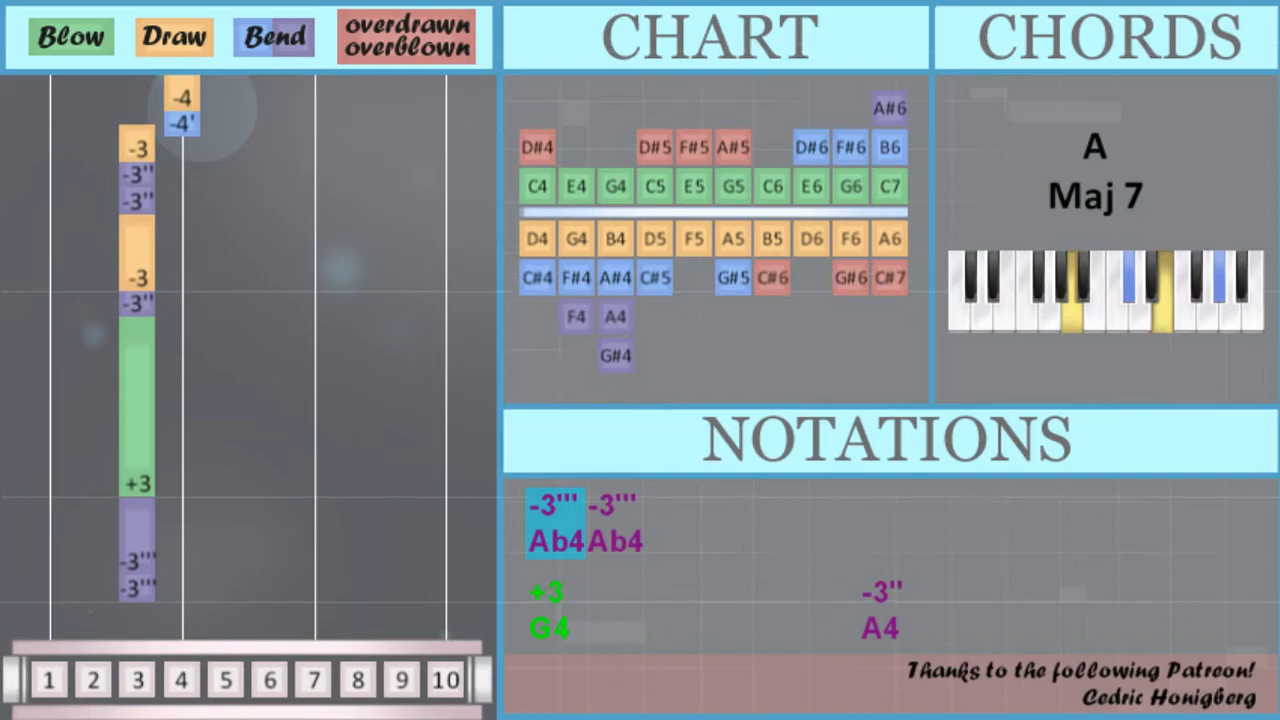 Blow Draw Bend overdrawn
overblown
CHART
CHORDS
-4
-4'
-3
-3''
-3''
-3
-3''
+3
-3'''
-3'''
1 2 3 4 5 6 7 8 9 10
A#6
D#4 D#5 F#5 A#5 D#6 F#6 B6
C4 E4 G4 C5 E5 G5 C6 E6 G6 C7
D4 G4 B4 D5 F5 A5 B5 D6 F6 A6
C#4 F#4 A#4 C#5 G#5 C#6 G#6 C#7
F4 A4
G#4
A
Maj 7
NOTATIONS
-3''' -3'''
Ab4 Ab4
+3 -3''
G4 A4
Thanks to the following Patreon!
Cedric Honigberg